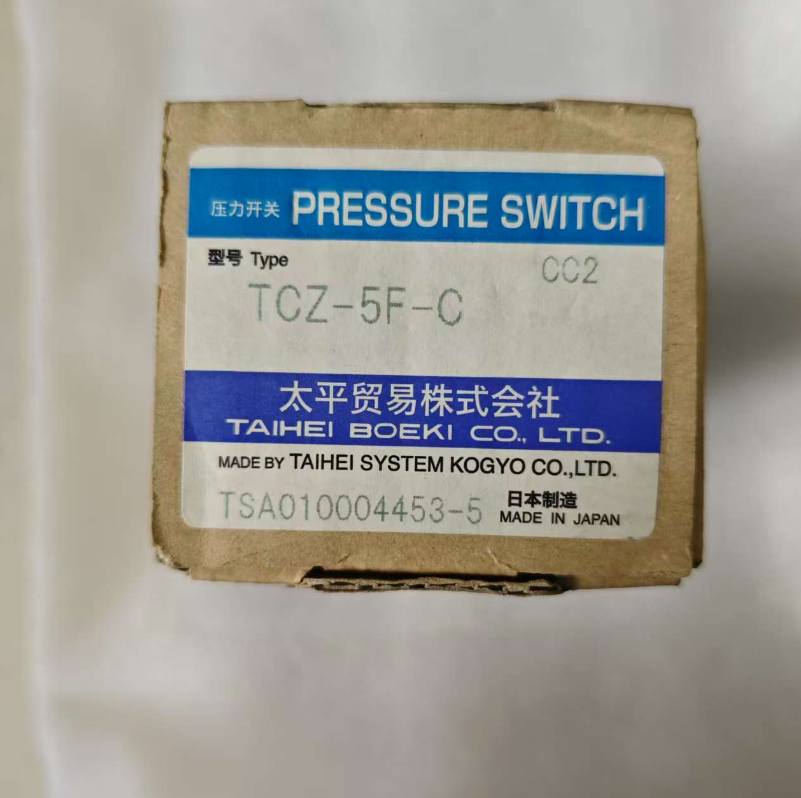 压力开关 PRESSURE SWITCH
型号 Type
CC2
TCZ-5F-C
太平贸易株式会社
TAIHEI BOEKI CO., LTD.
MADE BY TAIHEI SYSTEM KOGYO CO.,LTD.
TSA010004453-5
日本制造
MADE IN JAPAN